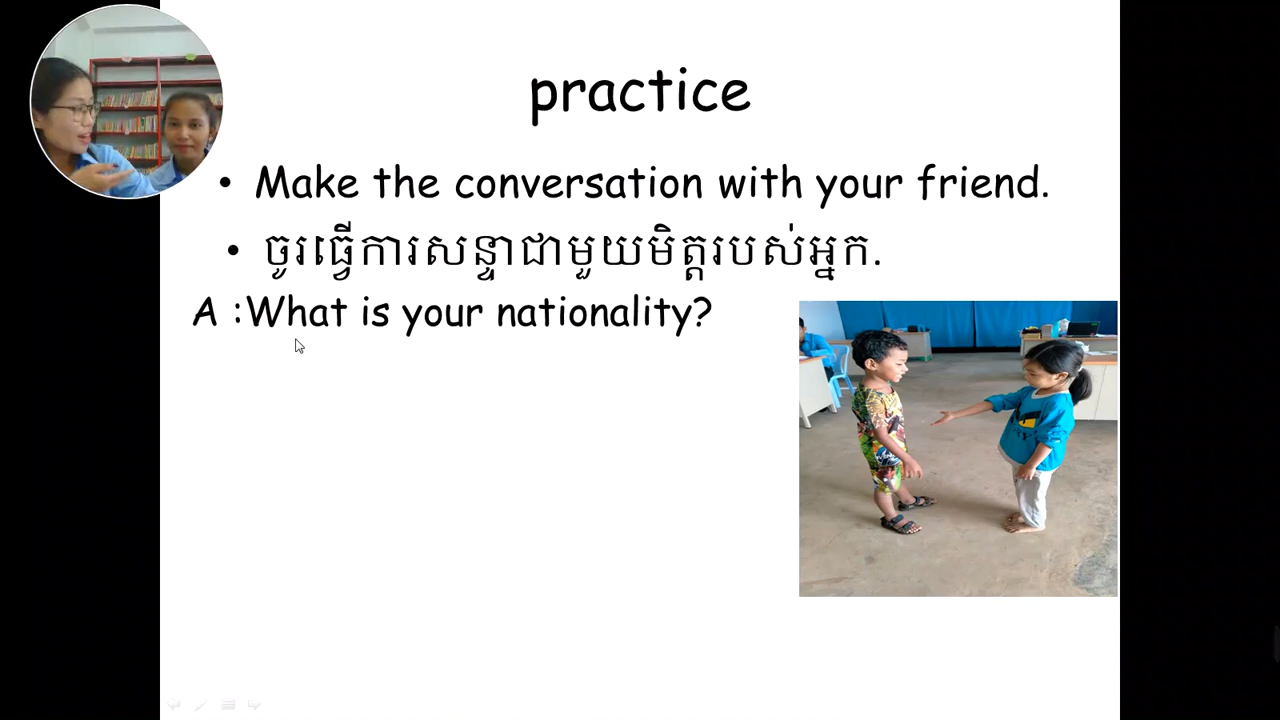 practice
• Make the conversation with your friend.
• ចូរធ្វើការសន្ទាជាមួយមិត្តរបស់អ្នក.
A :What is your nationality?